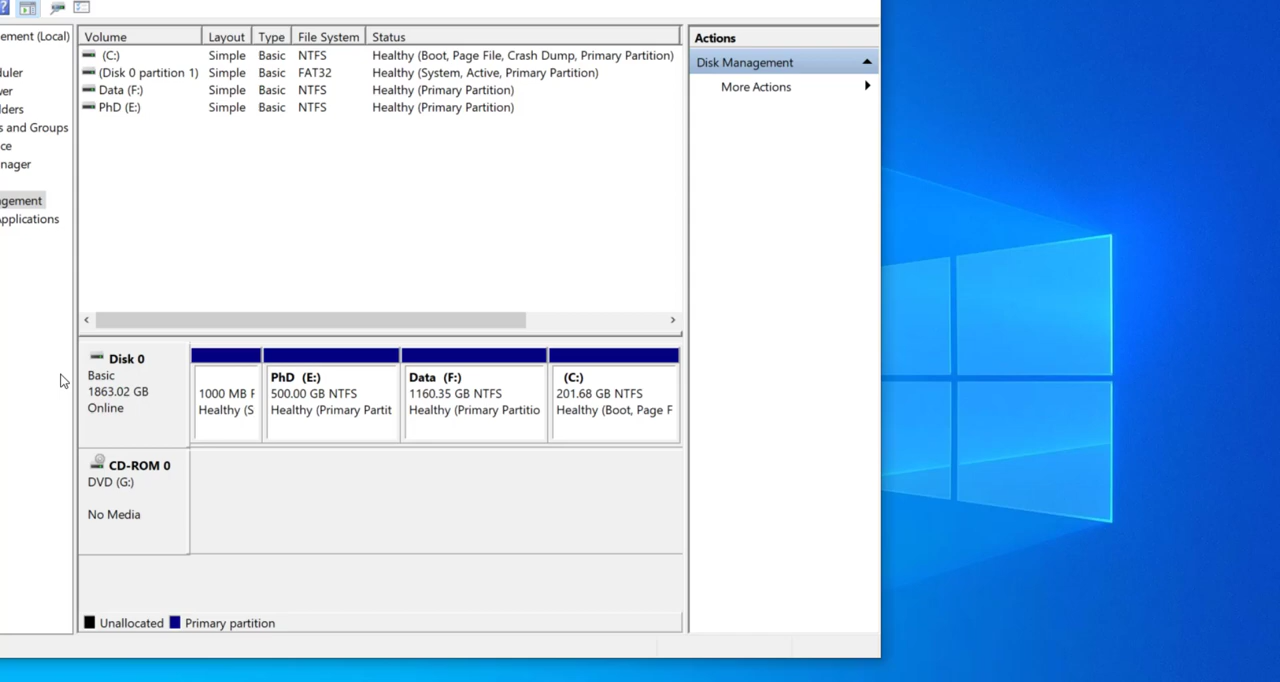 ement (Local)
duler
wer
lders
s and Groups
ce
nager
gement
Applications
Volume Layout Type File System Status
(C:) Simple Basic NTFS Healthy (Boot, Page File, Crash Dump, Primary Partition)
(Disk 0 partition 1) Simple Basic FAT32 Healthy (System, Active, Primary Partition)
Data (F:) Simple Basic NTFS Healthy (Primary Partition)
PhD (E:) Simple Basic NTFS Healthy (Primary Partition)
Disk 0
Basic
1863.02 GB
Online
1000 MB F
Healthy (S
PhD (E:)
500.00 GB NTFS
Healthy (Primary Partit
Data (F:)
1160.35 GB NTFS
Healthy (Primary Partitio
(C:)
201.68 GB NTFS
Healthy (Boot, Page F
CD-ROM 0
DVD (G:)
No Media
Unallocated Primary partition
Actions
Disk Management
More Actions